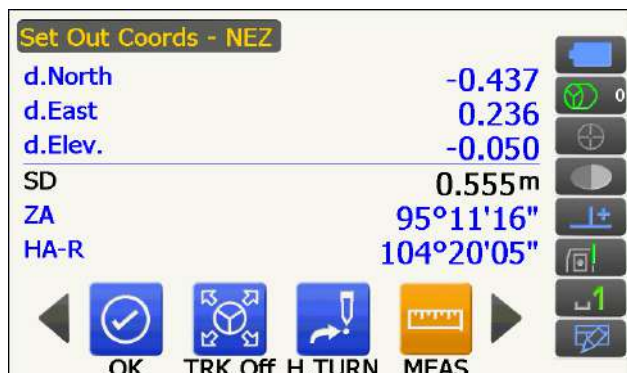 Set Out Coords - NEZ
d.North -0.437
d.East 0.236
d.Elev. -0.050
SD 0.555m
ZA 95°11'16"
HA-R 104°20'05"
0
1
OK TRK Off H.TURN MEAS